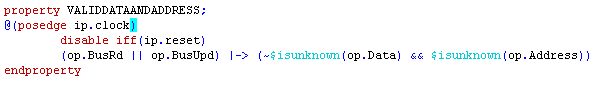 property VALIDDATAANDADDRESS;
@(posedge ip.clock)
disable iff(ip.reset)
(op.BusRd || op.BusUpd) |-> (~$isunknown(op.Data) && $isunknown(op.Address))
endproperty